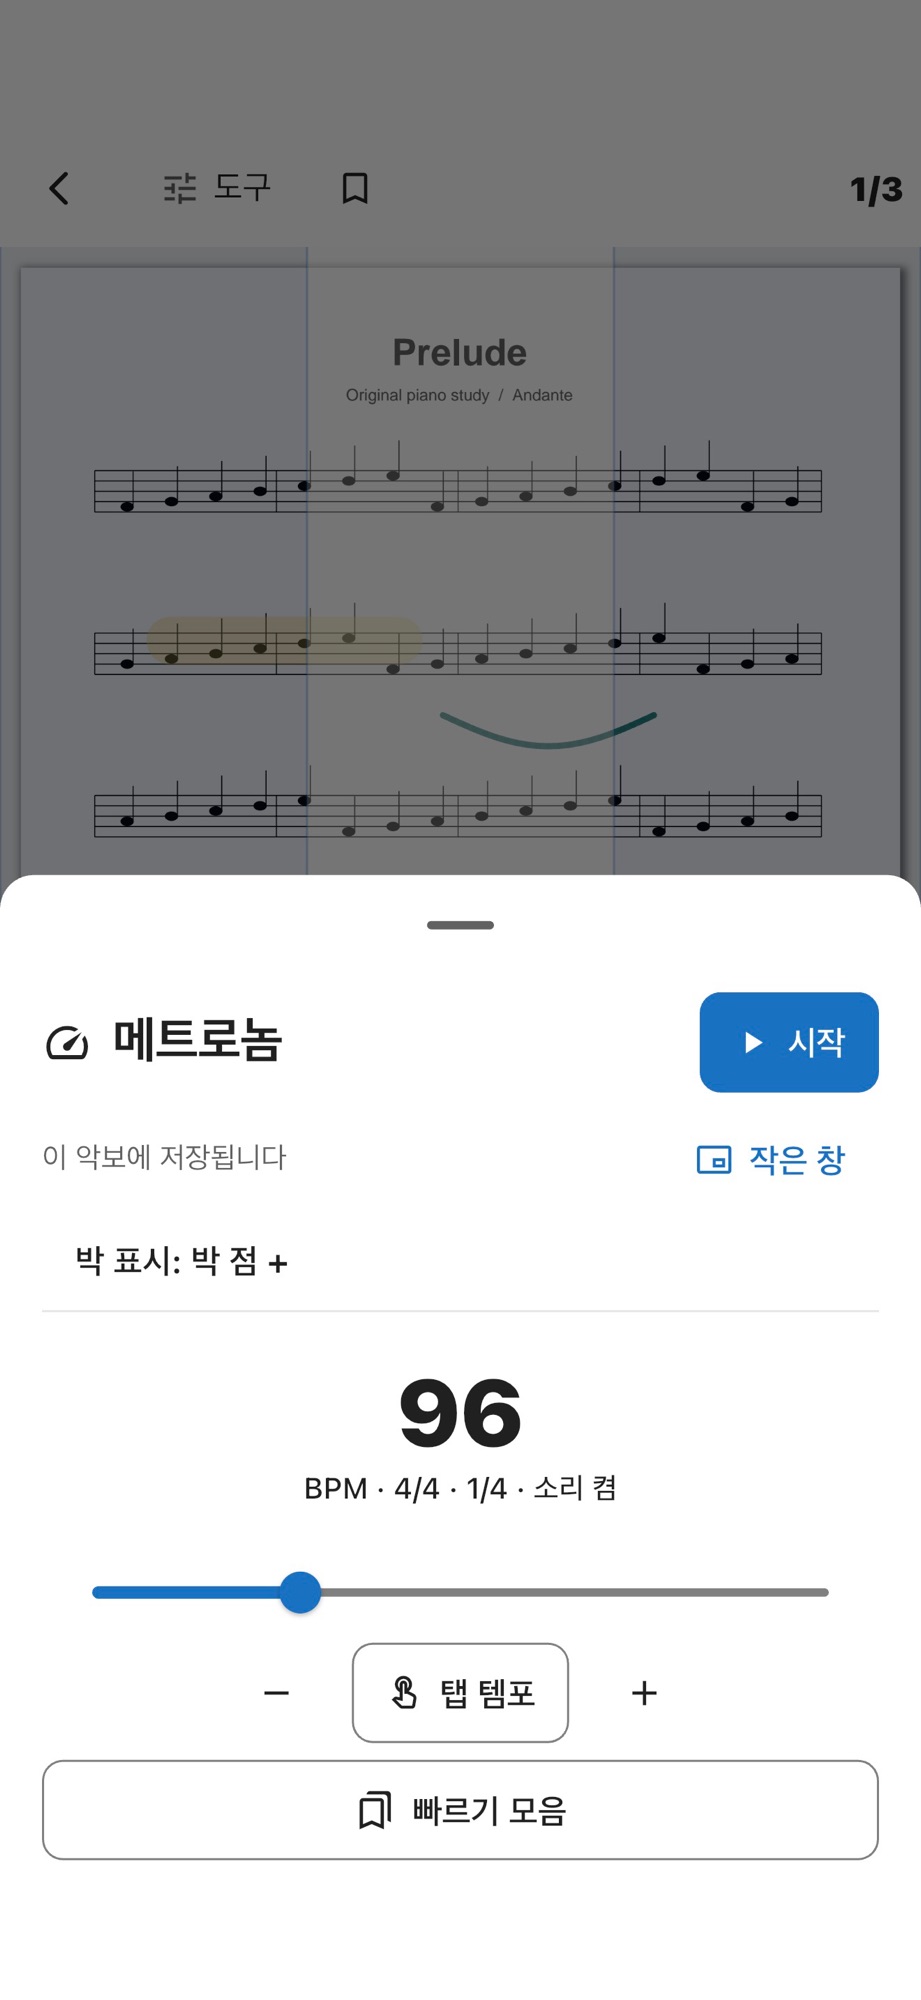 도구
1/3
Prelude
Original piano study / Andante
메트로놈
시작
이 악보에 저장됩니다
작은 창
박 표시: 박 점 +
96
BPM · 4/4 · 1/4 · 소리 켬
탭 템포
빠르기 모음